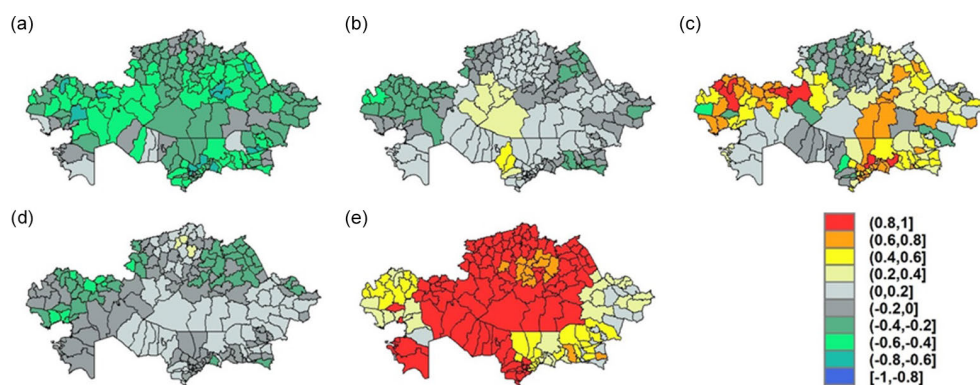 (a)
(b)
(c)
(d)
(e)
(0.8,1]
(0.6,0.8]
(0.4,0.6]
(0.2,0.4]
(0,0.2]
(-0.2,0]
(-0.4,-0.2]
(-0.6,-0.4]
(-0.8,-0.6]
[-1,-0.8]